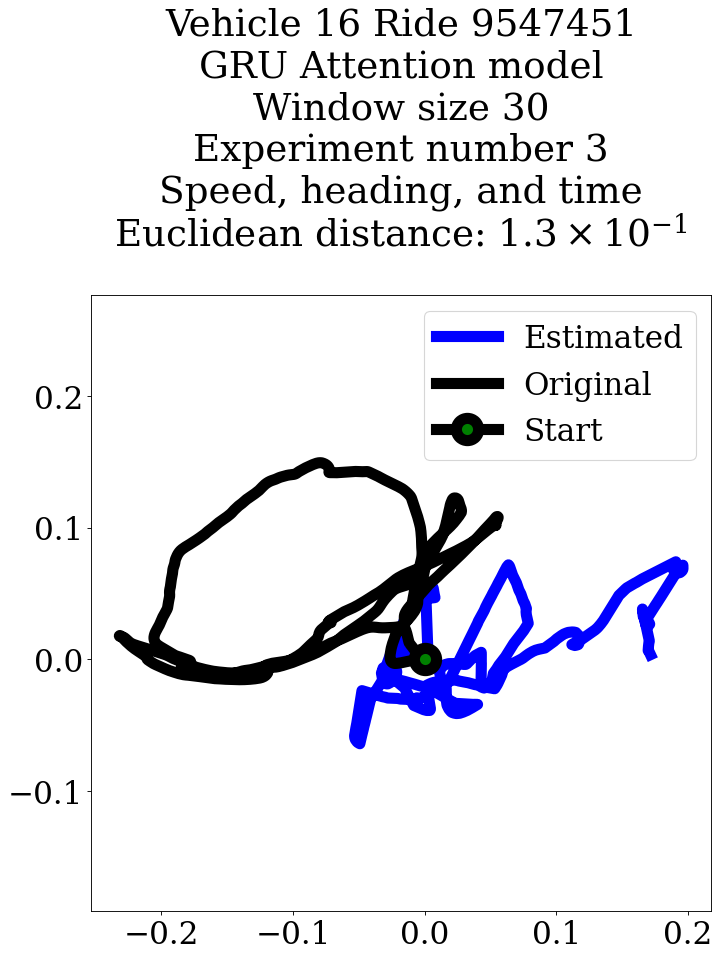 Vehicle 16 Ride 9547451
GRU Attention model
Window size 30
Experiment number 3
Speed, heading, and time
Euclidean distance: 1.3 × 10⁻¹
Estimated
Original
Start
0.2
0.1
0.0
−0.1
−0.2
−0.1
0.0
0.1
0.2